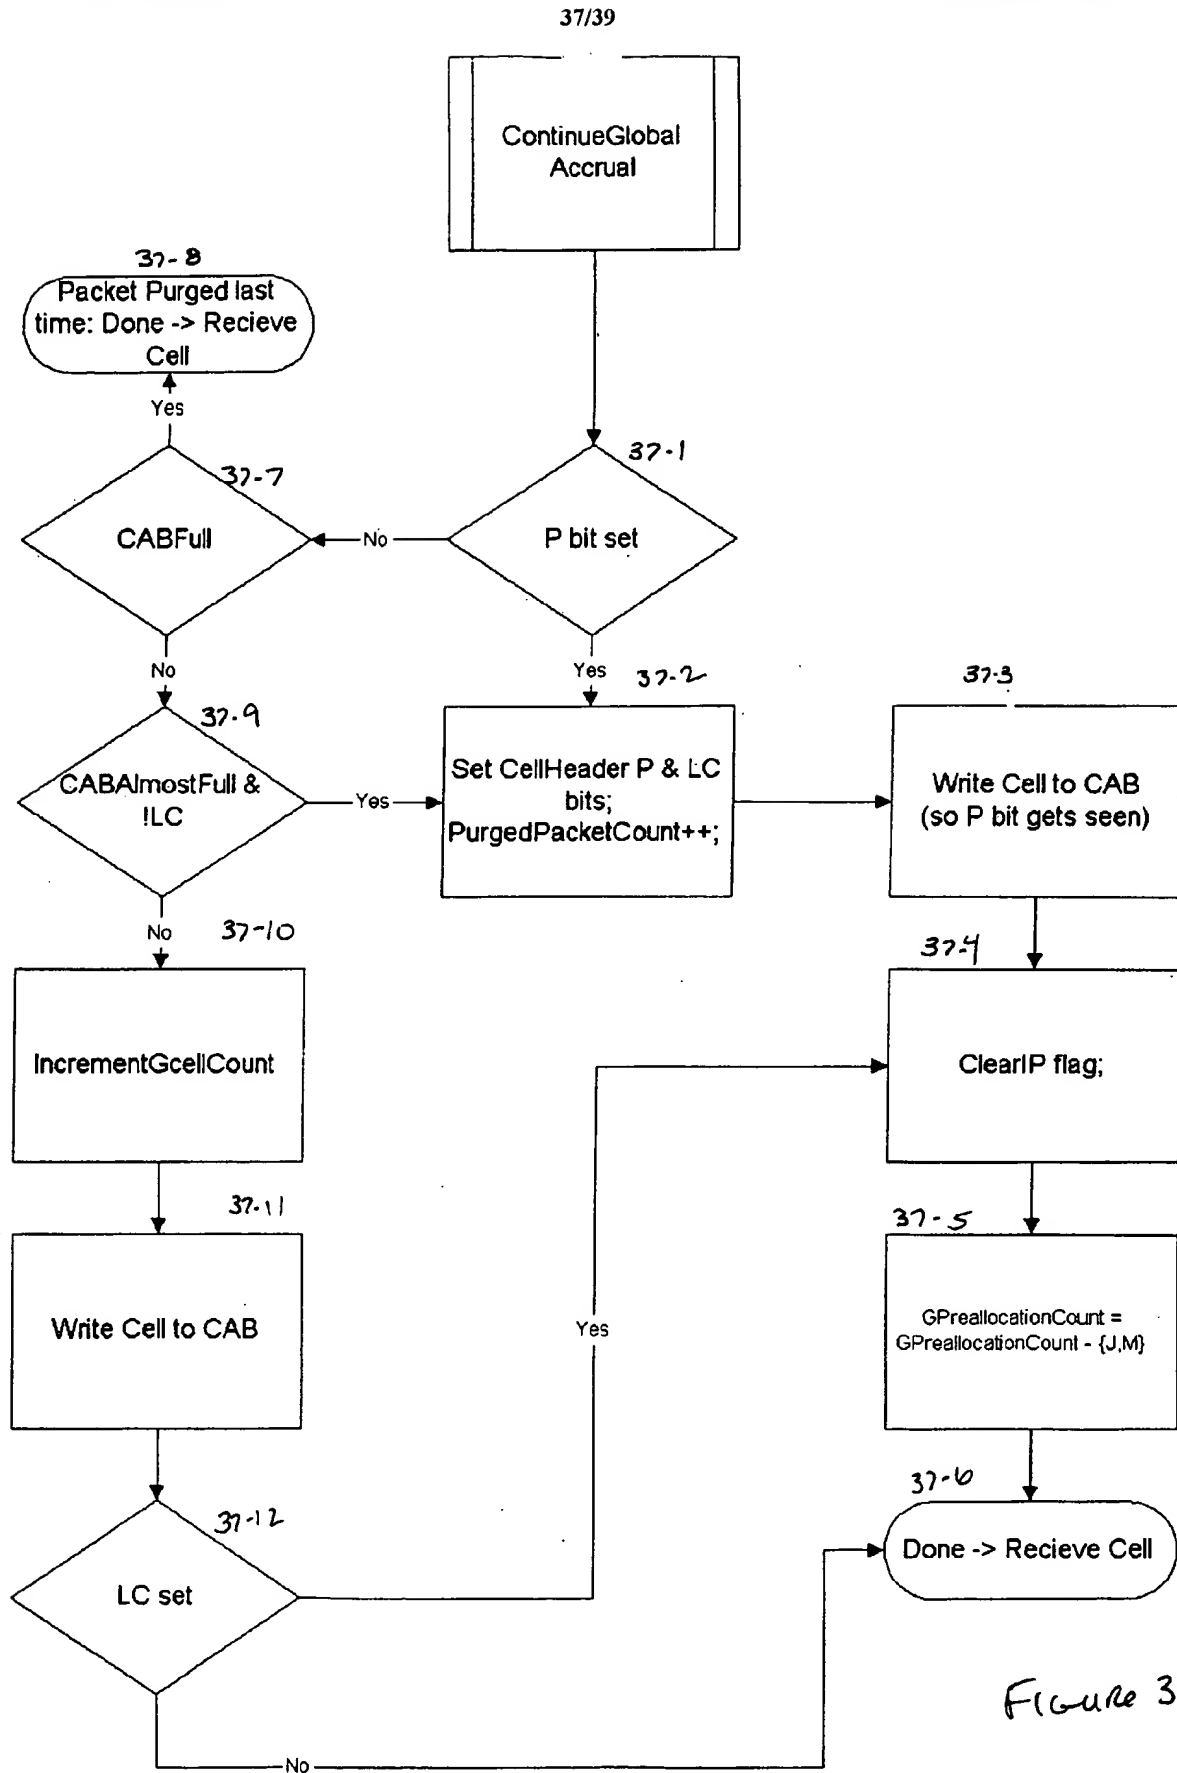 37/39
ContinueGlobal
Accrual
37-8
Packet Purged last
time: Done -> Recieve
Cell
Yes
37-7
CABFull
No
37-1
P bit set
No
Yes
37-9
CABAlmostFull &
!LC
Yes
37-2
Set CellHeader P & LC
bits;
PurgedPacketCount++;
37-3
Write Cell to CAB
(so P bit gets seen)
No
37-10
IncrementGcellCount
37-4
ClearIP flag;
37-11
Write Cell to CAB
37-5
GPreallocationCount =
GPreallocationCount - {J,M}
Yes
37-12
LC set
37-6
Done -> Recieve Cell
No
Figure 3